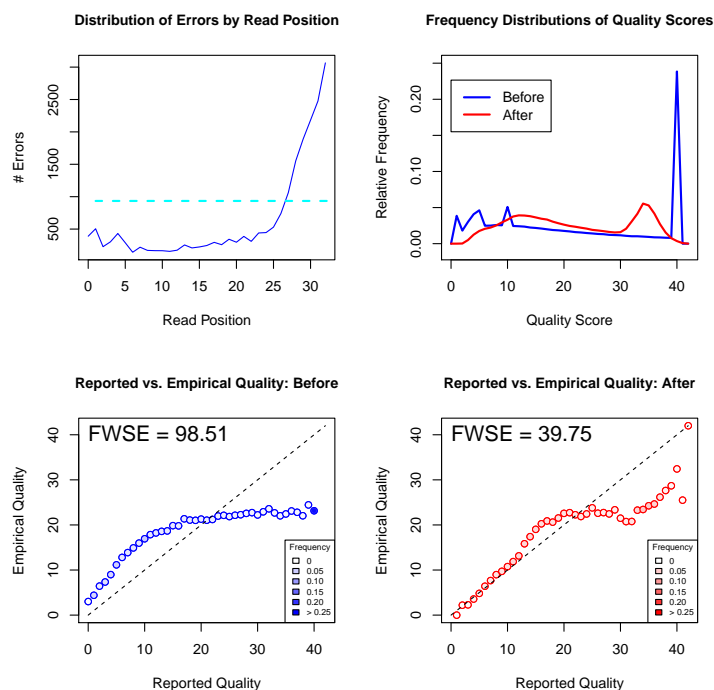 Distribution of Errors by Read Position
# Errors
500
1500
2500
0
5
10
15
20
25
30
Read Position
Frequency Distributions of Quality Scores
Relative Frequency
0.00
0.10
0.20
Before
After
0
10
20
30
40
Quality Score
Reported vs. Empirical Quality: Before
Empirical Quality
0
10
20
30
40
FWSE = 98.51
Frequency
0
0.05
0.10
0.15
0.20
> 0.25
0
10
20
30
40
Reported Quality
Reported vs. Empirical Quality: After
Empirical Quality
0
10
20
30
40
FWSE = 39.75
Frequency
0
0.05
0.10
0.15
0.20
> 0.25
0
10
20
30
40
Reported Quality